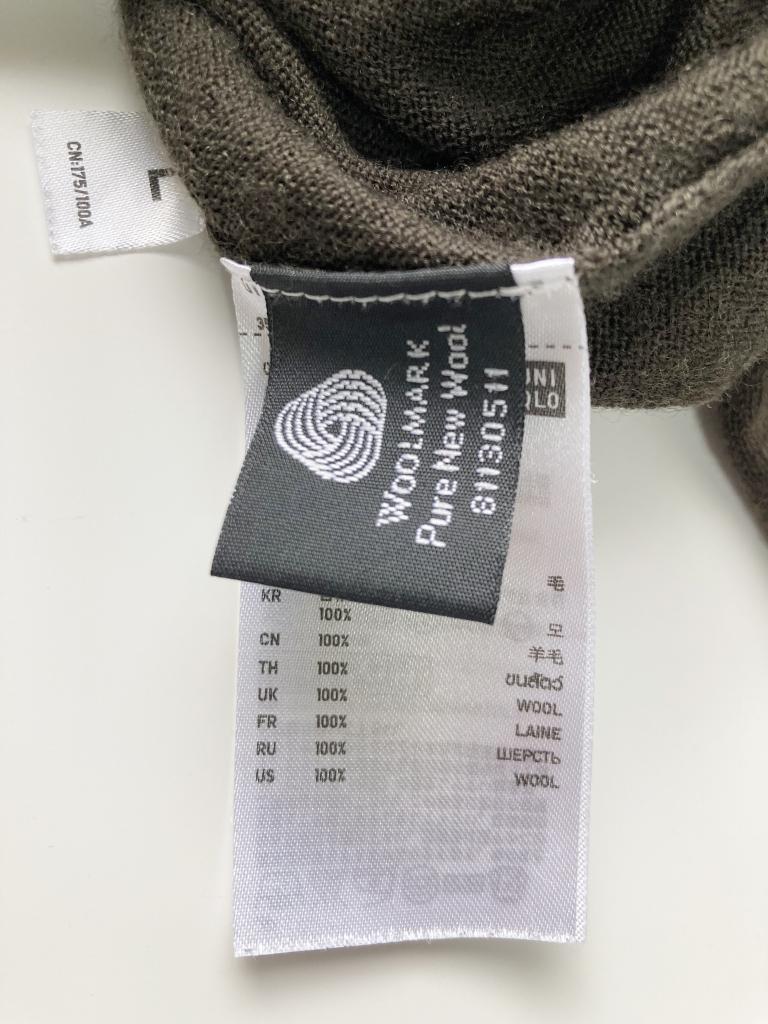 L
CN:175/100A
WOOLMARK
Pure New Wool
81130511
UNI
QLO
毛
KR 100% 모
CN 100% 羊毛
TH 100% ขนสัตว์
UK 100% WOOL
FR 100% LAINE
RU 100% ШЕРСТЬ
US 100% WOOL